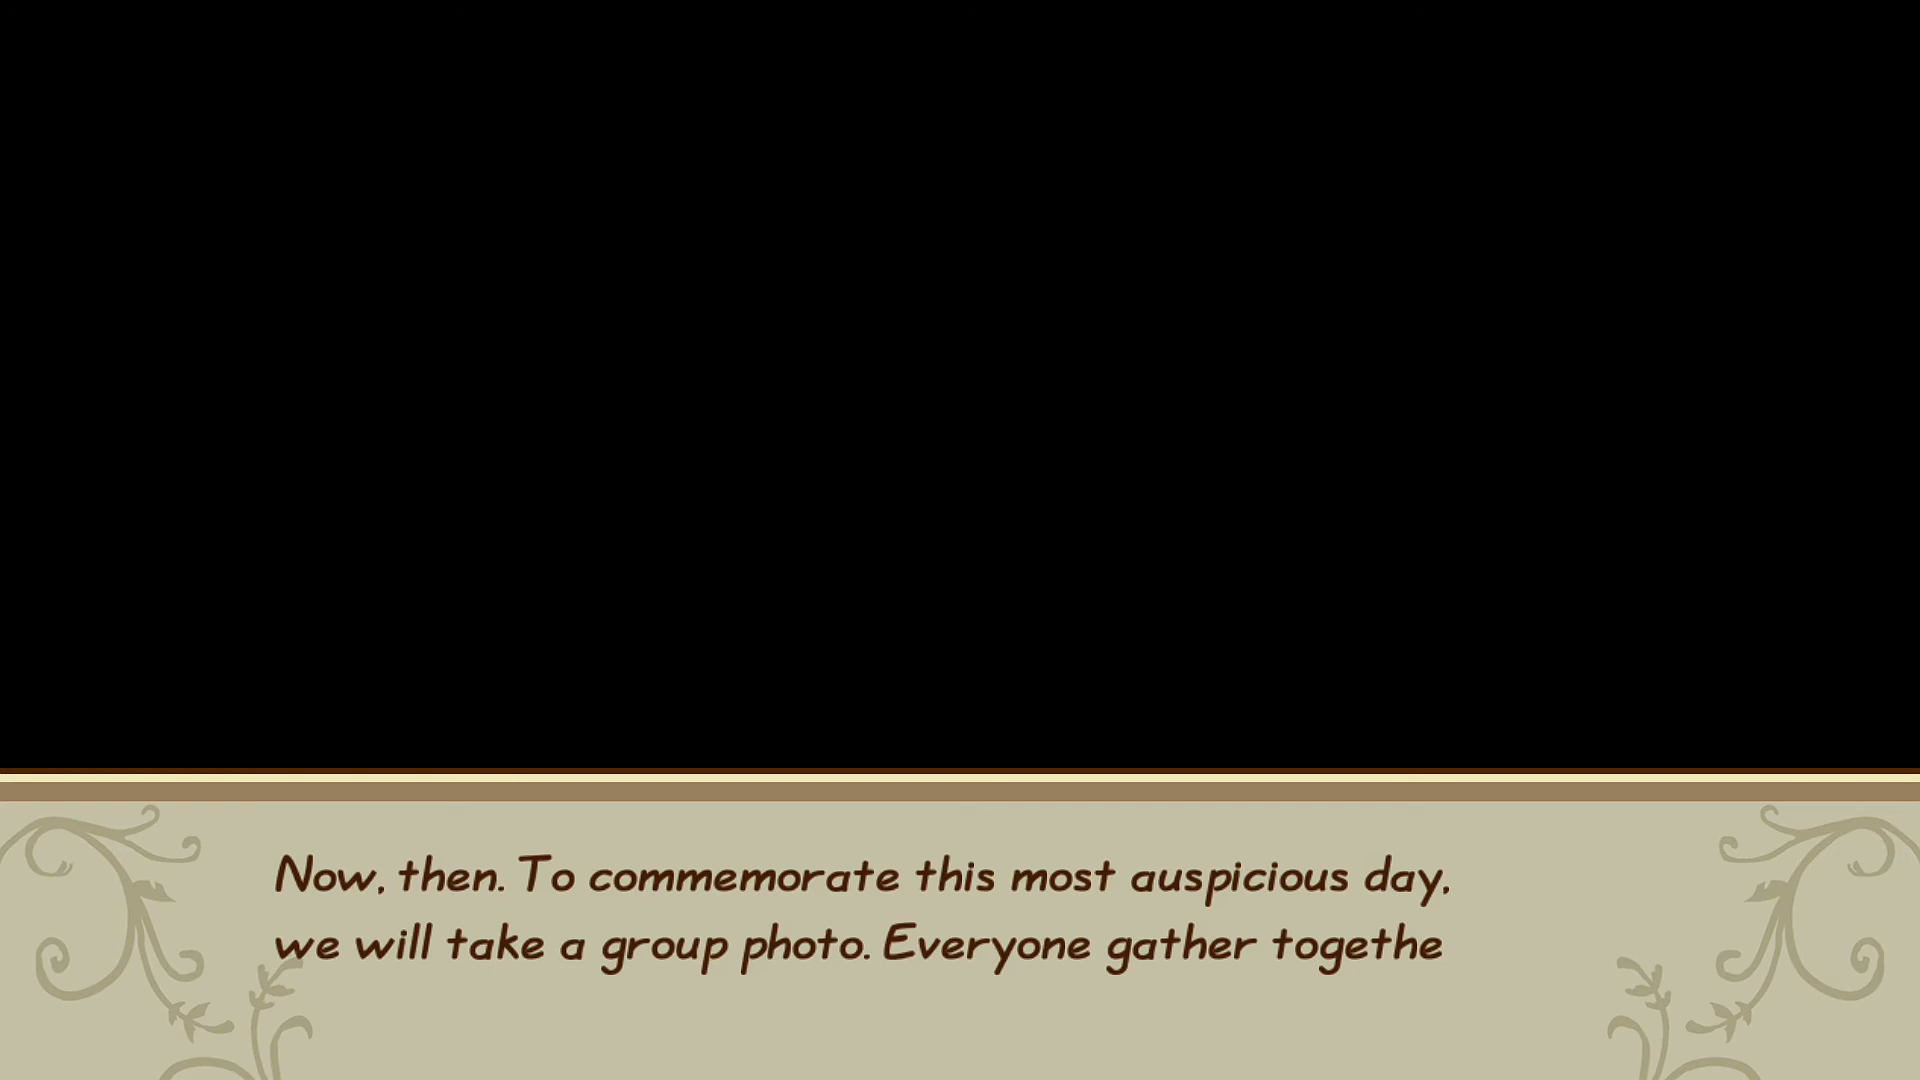 Now, then. To commemorate this most auspicious day,
we will take a group photo. Everyone gather togethe